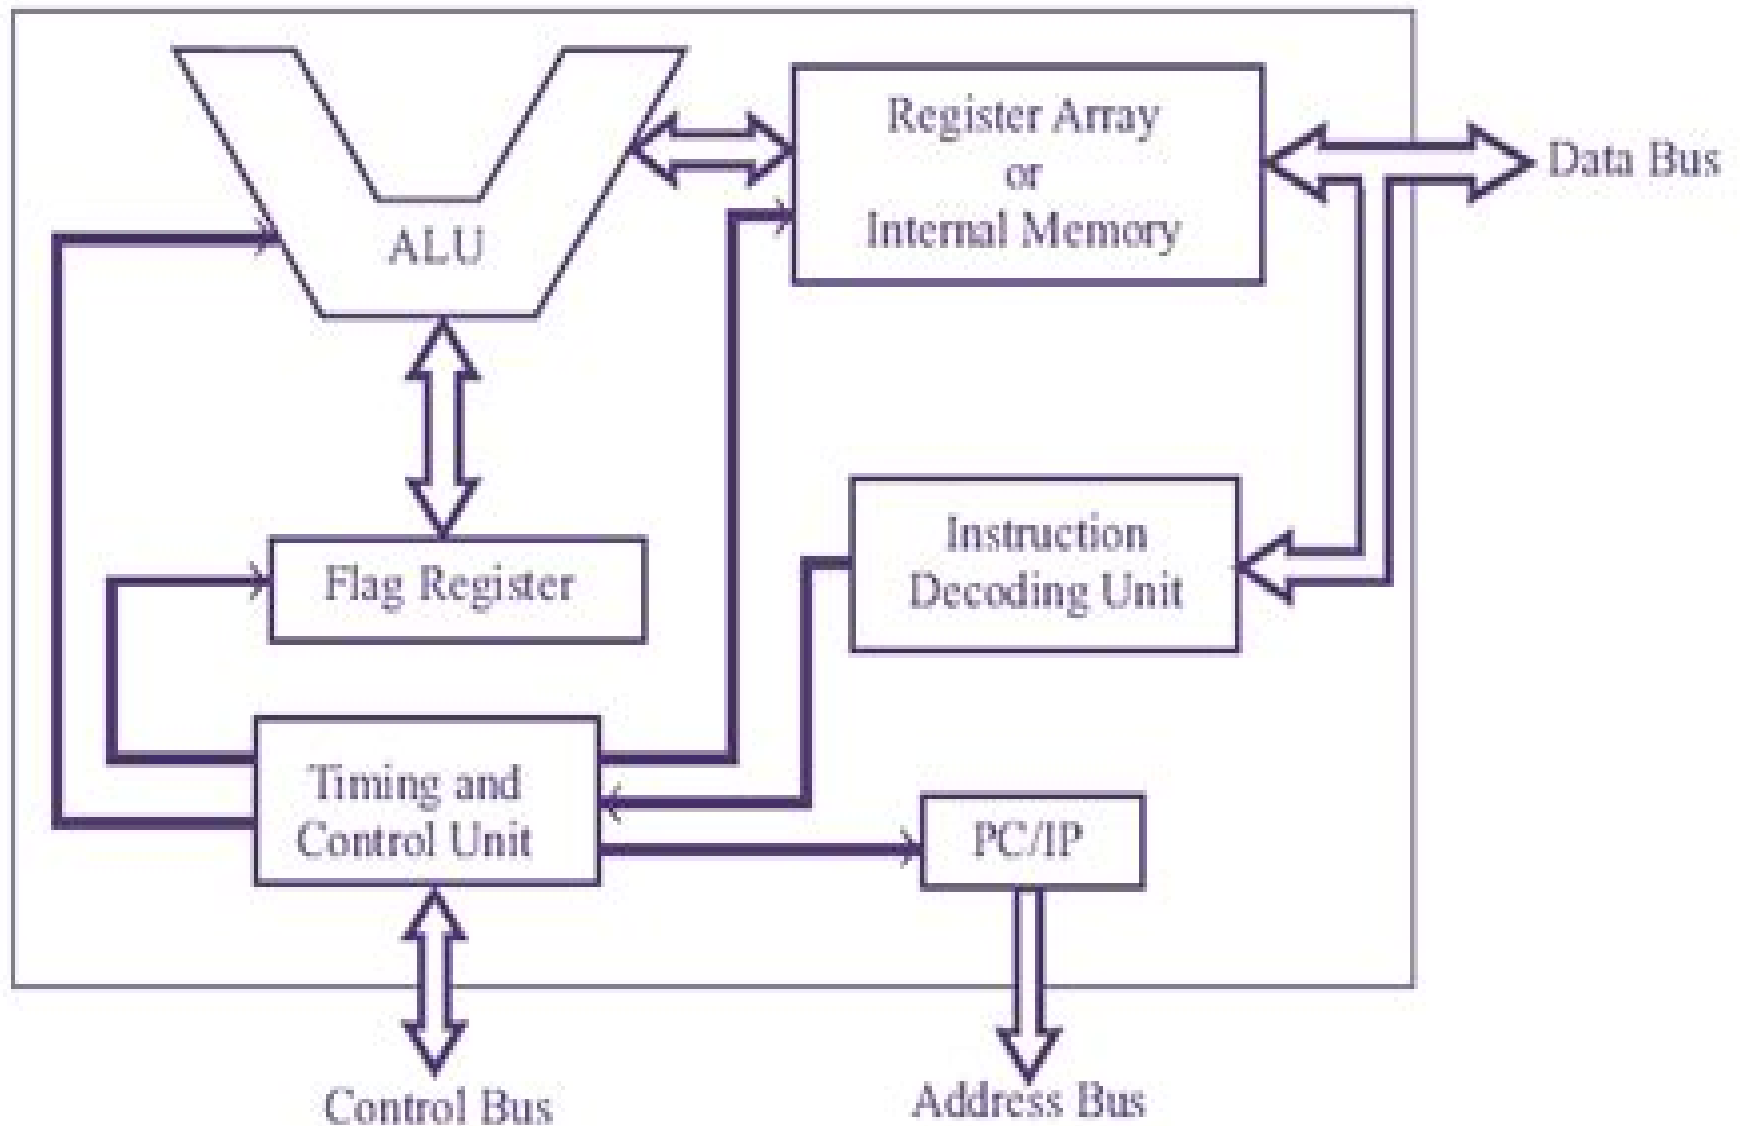 Register Array
or
Internal Memory
Data Bus
ALU
Instruction
Decoding Unit
Flag Register
Timing and
Control Unit
PC/IP
Control Bus
Address Bus